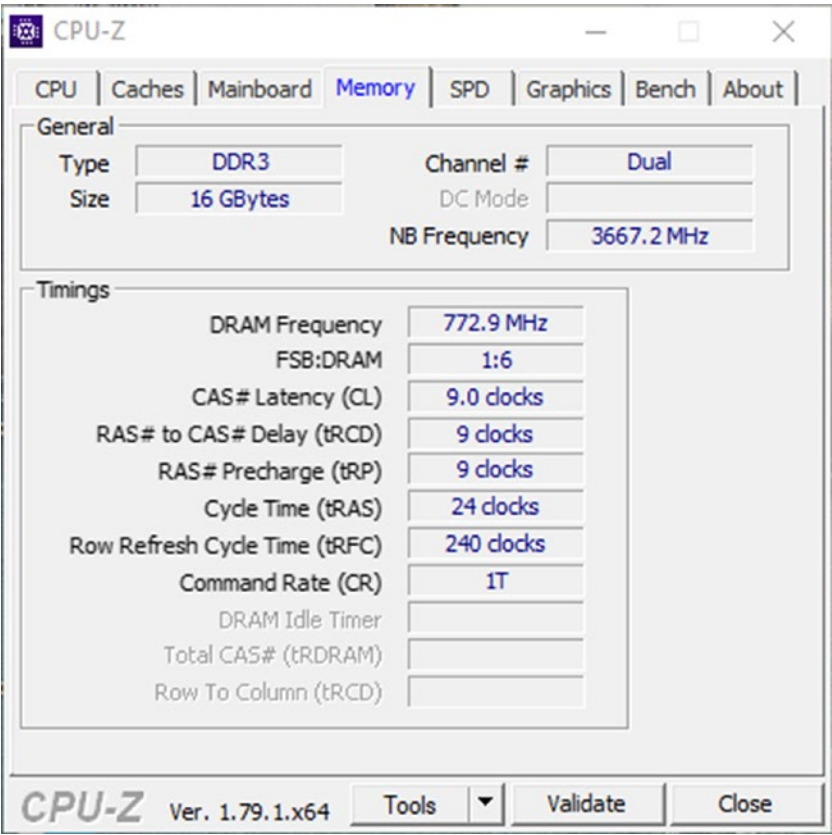 CPU-Z
CPU Caches Mainboard Memory SPD Graphics Bench About
General
Type DDR3 Channel # Dual
Size 16 GBytes DC Mode
NB Frequency 3667.2 MHz
Timings
DRAM Frequency 772.9 MHz
FSB:DRAM 1:6
CAS# Latency (CL) 9.0 clocks
RAS# to CAS# Delay (tRCD) 9 clocks
RAS# Precharge (tRP) 9 clocks
Cycle Time (tRAS) 24 clocks
Row Refresh Cycle Time (tRFC) 240 clocks
Command Rate (CR) 1T
DRAM Idle Timer
Total CAS# (tRDRAM)
Row To Column (tRCD)
CPU-Z Ver. 1.79.1.x64 Tools Validate Close